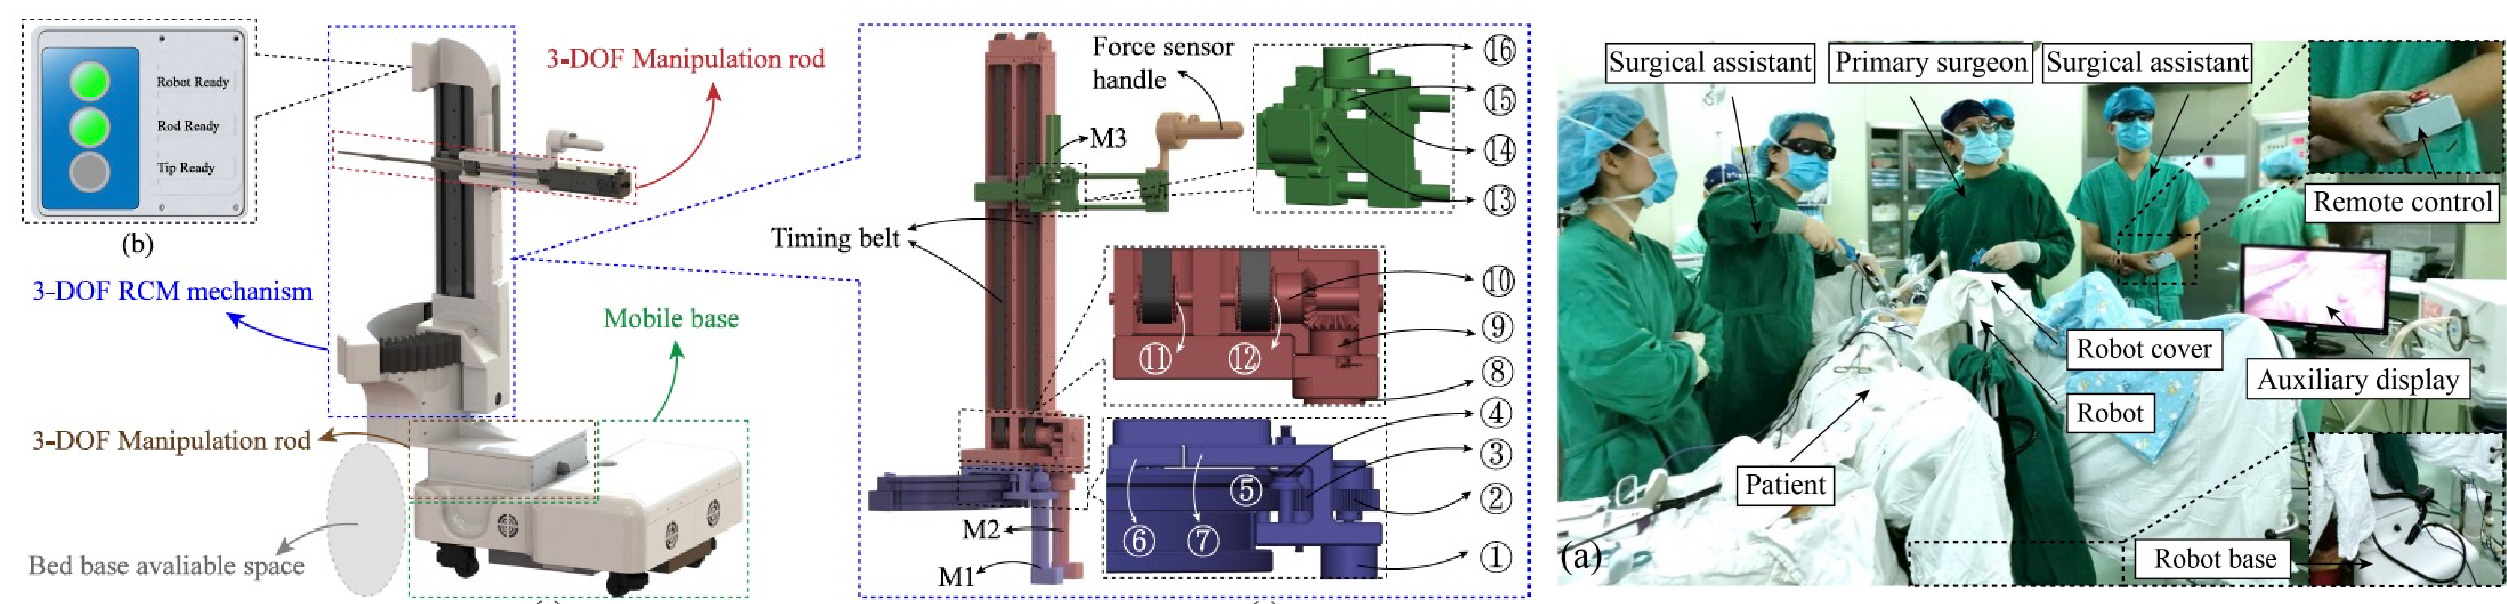 Robot Ready
Rod Ready
Tip Ready
(b)
3-DOF Manipulation rod
3-DOF RCM mechanism
Mobile base
3-DOF Manipulation rod
Bed base avaliable space
Force sensor
handle
M3
Timing belt
M2
M1
⑯
⑮
⑭
⑬
⑩
⑨
⑧
⑪
⑫
④
③
②
①
⑤
⑥
⑦
Surgical assistant
Primary surgeon
Surgical assistant
Remote control
Robot cover
Auxiliary display
Robot
Patient
Robot base
(a)